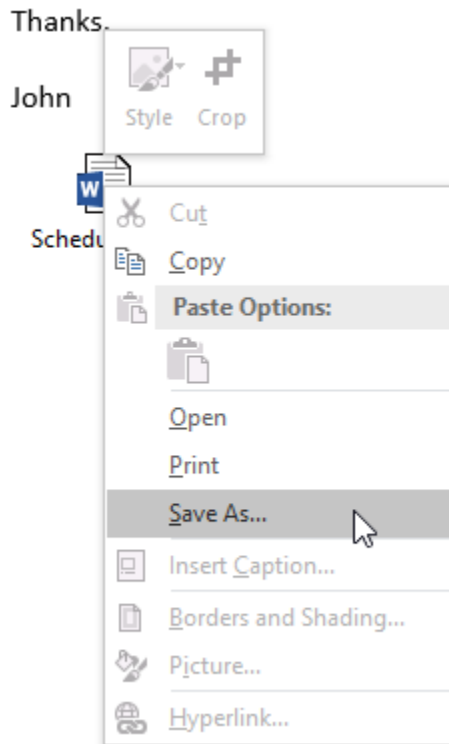 Thanks.
Style Crop
John
W
Schedu
Cut
Copy
Paste Options:
Open
Print
Save As...
Insert Caption...
Borders and Shading...
Picture...
Hyperlink...